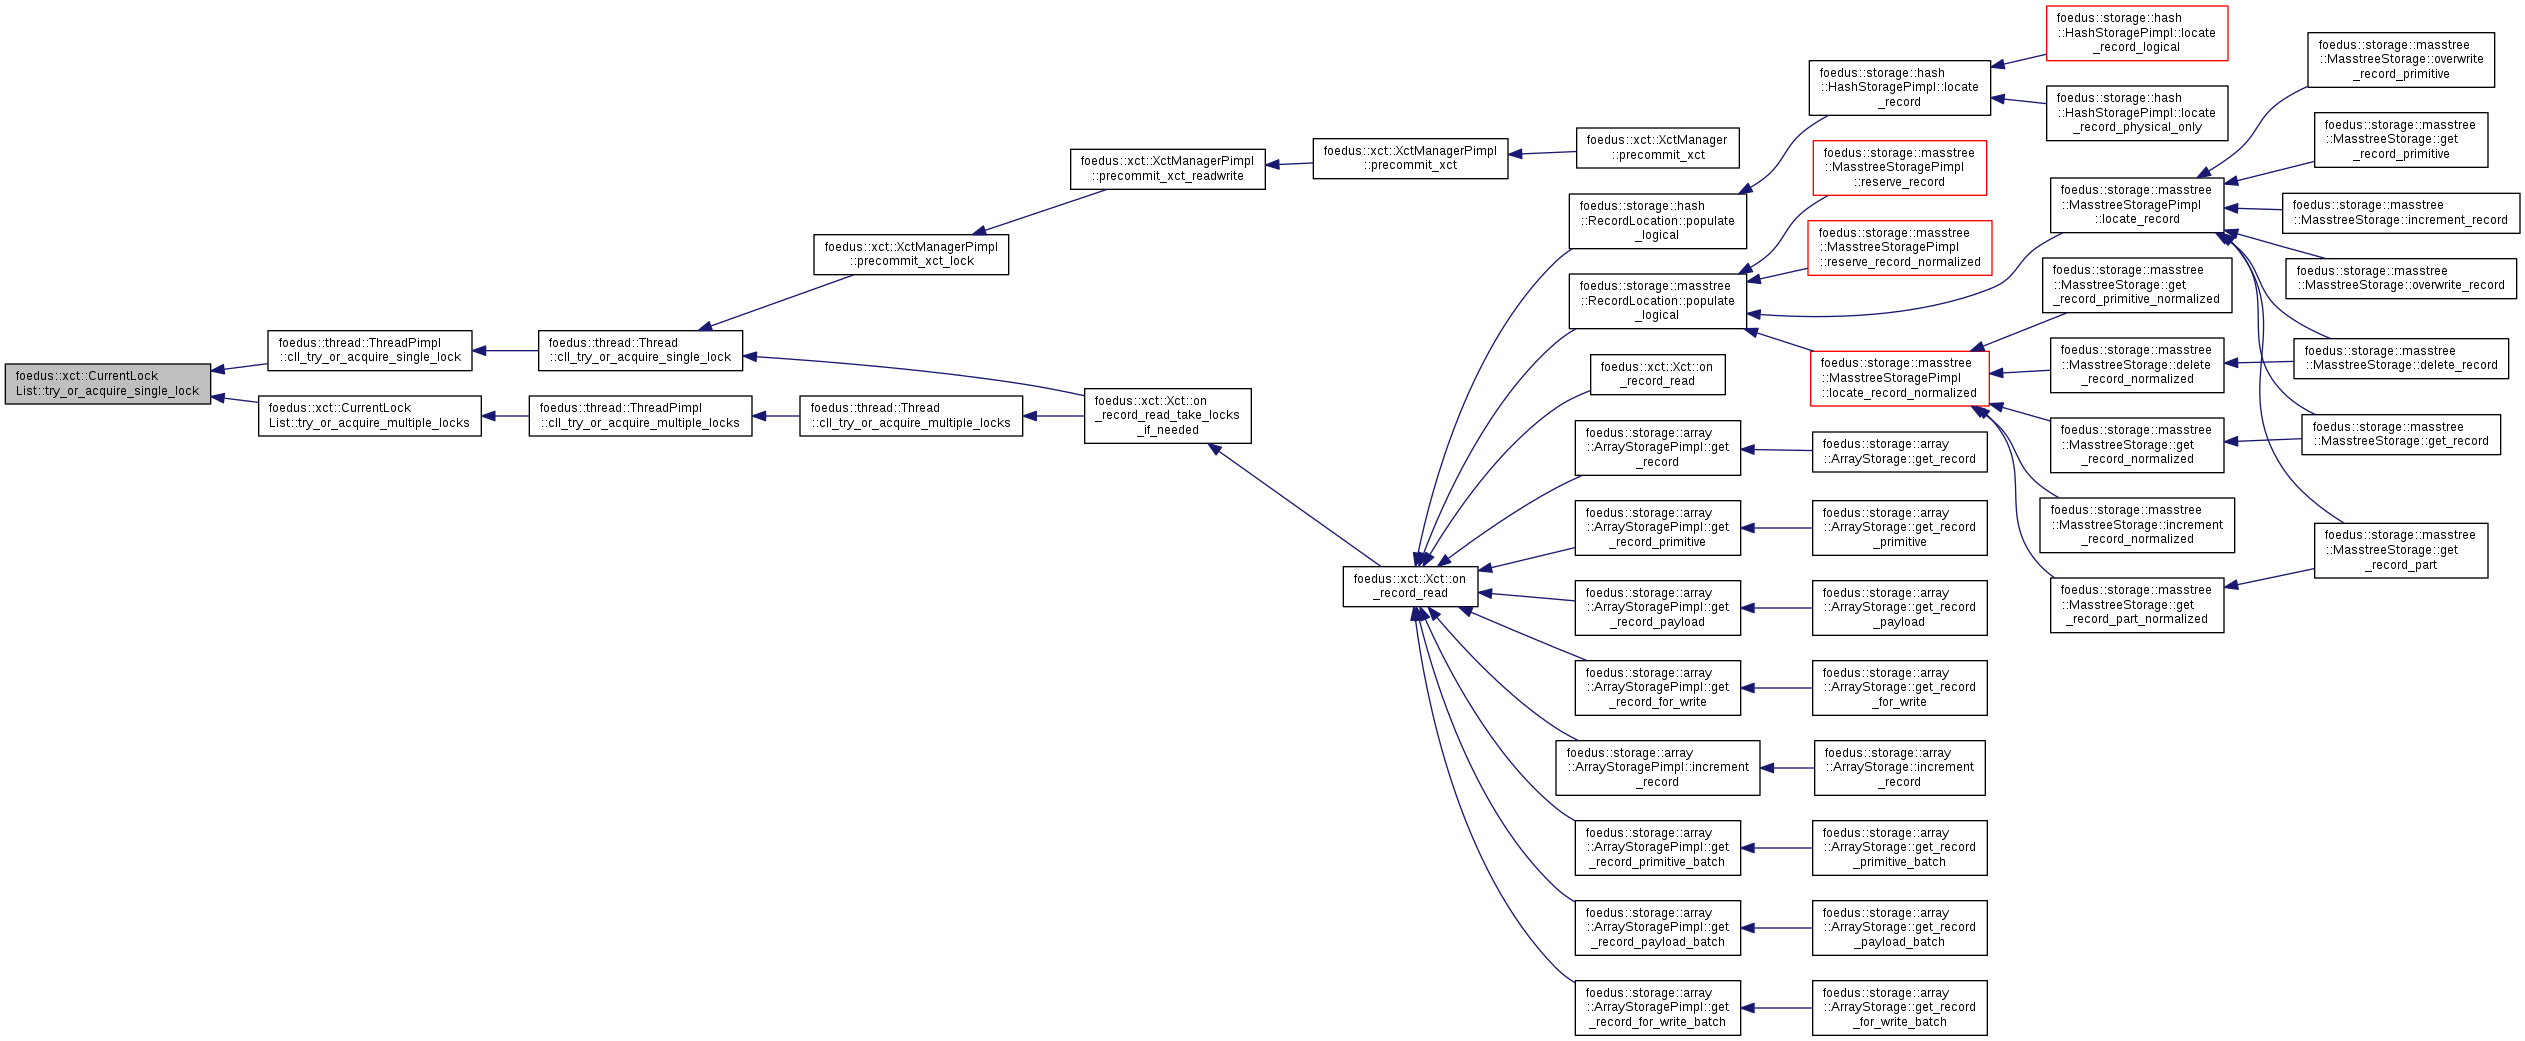 foedus::xct::CurrentLock
List::try_or_acquire_single_lock
foedus::thread::ThreadPimpl
::cll_try_or_acquire_single_lock
foedus::xct::CurrentLock
List::try_or_acquire_multiple_locks
foedus::thread::Thread
::cll_try_or_acquire_single_lock
foedus::thread::ThreadPimpl
::cll_try_or_acquire_multiple_locks
foedus::xct::XctManagerPimpl
::precommit_xct_lock
foedus::thread::Thread
::cll_try_or_acquire_multiple_locks
foedus::xct::XctManagerPimpl
::precommit_xct_readwrite
foedus::xct::Xct::on
_record_read_take_locks
_if_needed
foedus::xct::XctManagerPimpl
::precommit_xct
foedus::xct::Xct::on
_record_read
foedus::xct::XctManager
::precommit_xct
foedus::storage::hash
::RecordLocation::populate
_logical
foedus::storage::masstree
::RecordLocation::populate
_logical
foedus::xct::Xct::on
_record_read
foedus::storage::array
::ArrayStoragePimpl::get
_record
foedus::storage::array
::ArrayStoragePimpl::get
_record_primitive
foedus::storage::array
::ArrayStoragePimpl::get
_record_payload
foedus::storage::array
::ArrayStoragePimpl::get
_record_for_write
foedus::storage::array
::ArrayStoragePimpl::increment
_record
foedus::storage::array
::ArrayStoragePimpl::get
_record_primitive_batch
foedus::storage::array
::ArrayStoragePimpl::get
_record_payload_batch
foedus::storage::array
::ArrayStoragePimpl::get
_record_for_write_batch
foedus::storage::hash
::HashStoragePimpl::locate
_record
foedus::storage::masstree
::MasstreeStoragePimpl
::reserve_record
foedus::storage::masstree
::MasstreeStoragePimpl
::reserve_record_normalized
foedus::storage::masstree
::MasstreeStoragePimpl
::locate_record_normalized
foedus::storage::array
::ArrayStorage::get_record
foedus::storage::array
::ArrayStorage::get_record
_primitive
foedus::storage::array
::ArrayStorage::get_record
_payload
foedus::storage::array
::ArrayStorage::get_record
_for_write
foedus::storage::array
::ArrayStorage::increment
_record
foedus::storage::array
::ArrayStorage::get_record
_primitive_batch
foedus::storage::array
::ArrayStorage::get_record
_payload_batch
foedus::storage::array
::ArrayStorage::get_record
_for_write_batch
foedus::storage::hash
::HashStoragePimpl::locate
_record_logical
foedus::storage::hash
::HashStoragePimpl::locate
_record_physical_only
foedus::storage::masstree
::MasstreeStoragePimpl
::locate_record
foedus::storage::masstree
::MasstreeStorage::get
_record_primitive_normalized
foedus::storage::masstree
::MasstreeStorage::delete
_record_normalized
foedus::storage::masstree
::MasstreeStorage::get
_record_normalized
foedus::storage::masstree
::MasstreeStorage::increment
_record_normalized
foedus::storage::masstree
::MasstreeStorage::get
_record_part_normalized
foedus::storage::masstree
::MasstreeStorage::overwrite
_record_primitive
foedus::storage::masstree
::MasstreeStorage::get
_record_primitive
foedus::storage::masstree
::MasstreeStorage::increment_record
foedus::storage::masstree
::MasstreeStorage::overwrite_record
foedus::storage::masstree
::MasstreeStorage::delete_record
foedus::storage::masstree
::MasstreeStorage::get_record
foedus::storage::masstree
::MasstreeStorage::get
_record_part